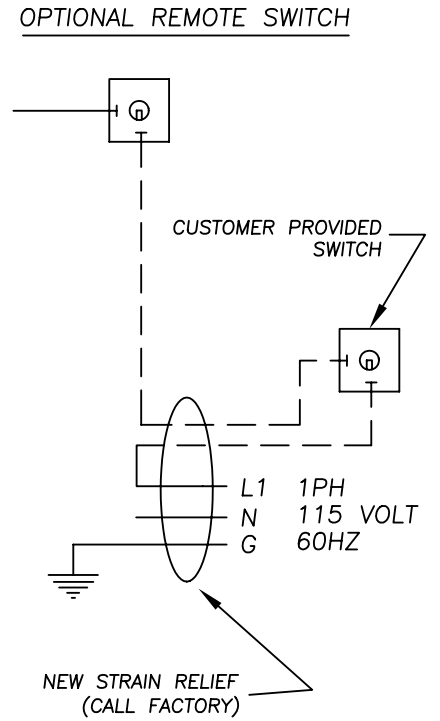 OPTIONAL REMOTE SWITCH
CUSTOMER PROVIDED
SWITCH
L1 1PH
N 115 VOLT
G 60HZ
NEW STRAIN RELIEF
(CALL FACTORY)